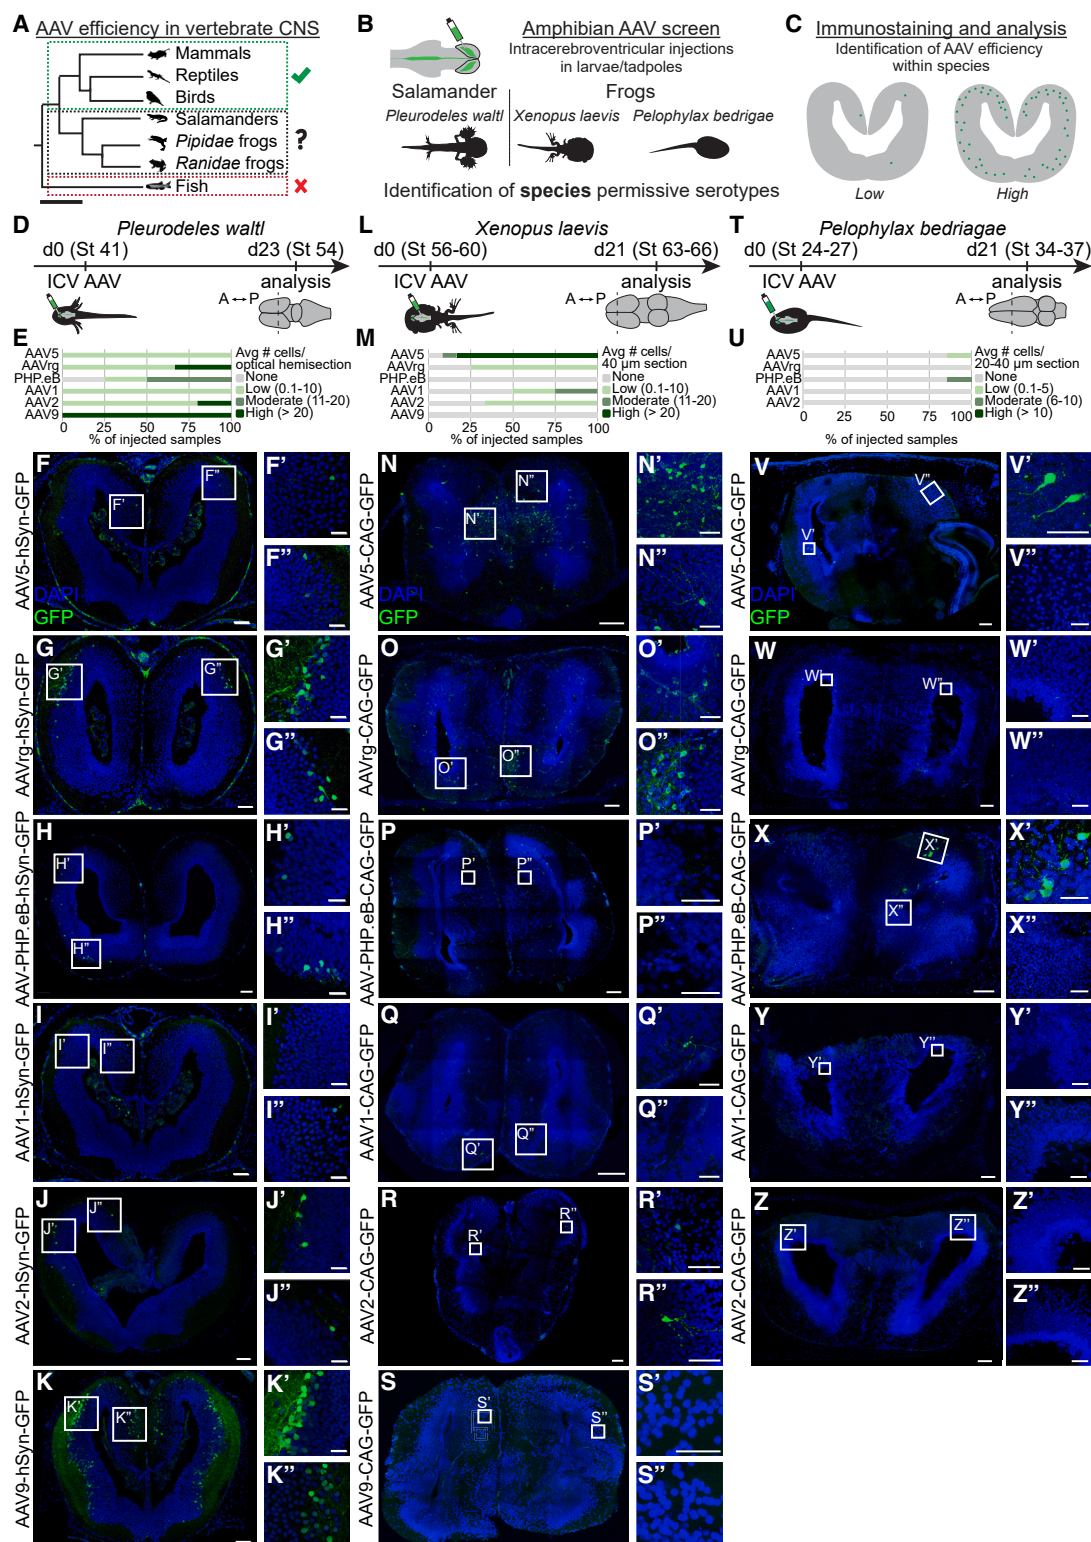 A AAV efficiency in vertebrate CNS
Mammals
Reptiles
Birds
Salamanders
Pipidae frogs
Ranidae frogs
Fish
?
B Amphibian AAV screen
Intracerebroventricular injections
in larvae/tadpoles
Salamander
Frogs
Pleurodeles waltl
Xenopus laevis
Pelophylax bedrigae
Identification of species permissive serotypes
C Immunostaining and analysis
Identification of AAV efficiency
within species
Low
High
D Pleurodeles waltl
d0 (St 41)
d23 (St 54)
ICV AAV
analysis
A ↔ P
L Xenopus laevis
d0 (St 56-60)
d21 (St 63-66)
ICV AAV
analysis
A ↔ P
T Pelophylax bedriagae
d0 (St 24-27)
d21 (St 34-37)
ICV AAV
analysis
A ↔ P
E
AAV5
AAVrg
PHP.eB
AAV1
AAV2
AAV9
0 25 50 75 100
% of injected samples
Avg # cells/
optical hemisection
None
Low (0.1-10)
Moderate (11-20)
High (> 20)
M
AAV5
AAVrg
PHP.eB
AAV1
AAV2
AAV9
0 25 50 75 100
% of injected samples
Avg # cells/
40 µm section
None
Low (0.1-10)
Moderate (11-20)
High (> 20)
U
AAV5
AAVrg
PHP.eB
AAV1
AAV2
0 25 50 75 100
% of injected samples
Avg # cells/
20-40 µm section
None
Low (0.1-5)
Moderate (6-10)
High (> 10)
AAV5-hSyn-GFP
F
F'
F"
F'
F"
DAPI
GFP
AAV5-CAG-GFP
N
N'
N"
N'
N"
DAPI
GFP
AAV5-CAG-GFP
V
V'
V"
V'
V"
DAPI
GFP
AAVrg-hSyn-GFP
G
G'
G"
G'
G"
AAVrg-CAG-GFP
O
O'
O"
O'
O"
AAVrg-CAG-GFP
W
W'
W"
W'
W"
AAV-PHP.eB-hSyn-GFP
H
H'
H"
H'
H"
AAV-PHP.eB-CAG-GFP
P
P'
P"
P'
P"
AAV-PHP.eB-CAG-GFP
X
X'
X"
X'
X"
AAV1-hSyn-GFP
I
I'
I"
I'
I"
AAV1-CAG-GFP
Q
Q'
Q"
Q'
Q"
AAV1-CAG-GFP
Y
Y'
Y"
Y'
Y"
AAV2-hSyn-GFP
J
J'
J"
J'
J"
AAV2-CAG-GFP
R
R'
R"
R'
R"
AAV2-CAG-GFP
Z
Z'
Z"
Z'
Z"
AAV9-hSyn-GFP
K
K'
K"
K'
K"
AAV9-CAG-GFP
S
S'
S"
S'
S"